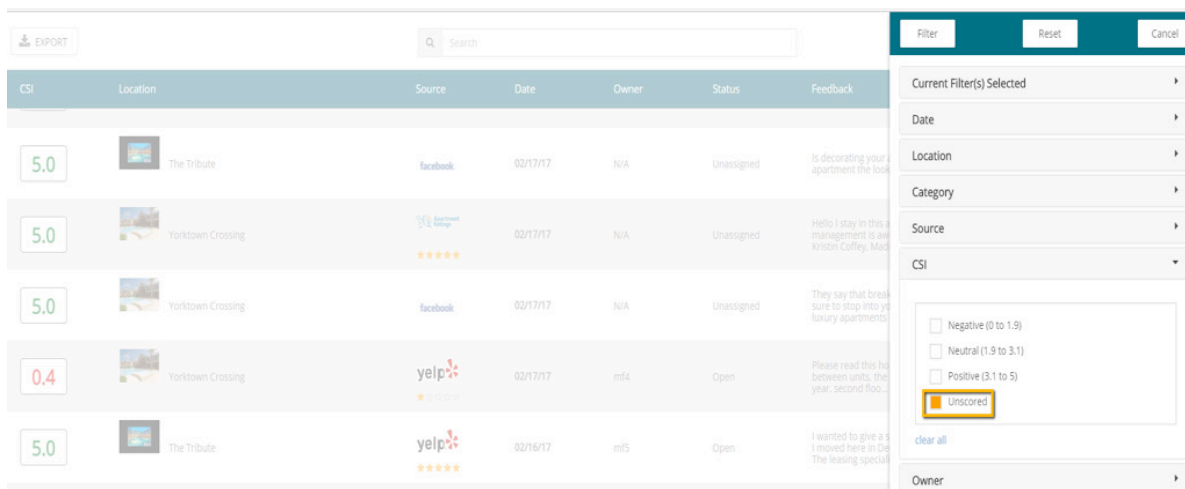 EXPORT
Search
Filter Reset Cancel
CSI Location Source Date Owner Status Feedback
5.0 The Tribute facebook 02/17/17 N/A Unassigned
Is decorating your
apartment the look
5.0 Yorktown Crossing Apartment Ratings 02/17/17 N/A Unassigned
Hello I stay in this a
management is aw
Kristin Coffey, Mad
5.0 Yorktown Crossing facebook 02/17/17 N/A Unassigned
They say that break
sure to stop into yo
luxury apartments
0.4 Yorktown Crossing yelp 02/17/17 mf4 Open
Please read this ho
between units, the
year, second floo...
5.0 The Tribute yelp 02/16/17 mf5 Open
I wanted to give a s
I moved here in De
The leasing speciali
Current Filter(s) Selected
Date
Location
Category
Source
CSI
Negative (0 to 1.9)
Neutral (1.9 to 3.1)
Positive (3.1 to 5)
Unscored
clear all
Owner